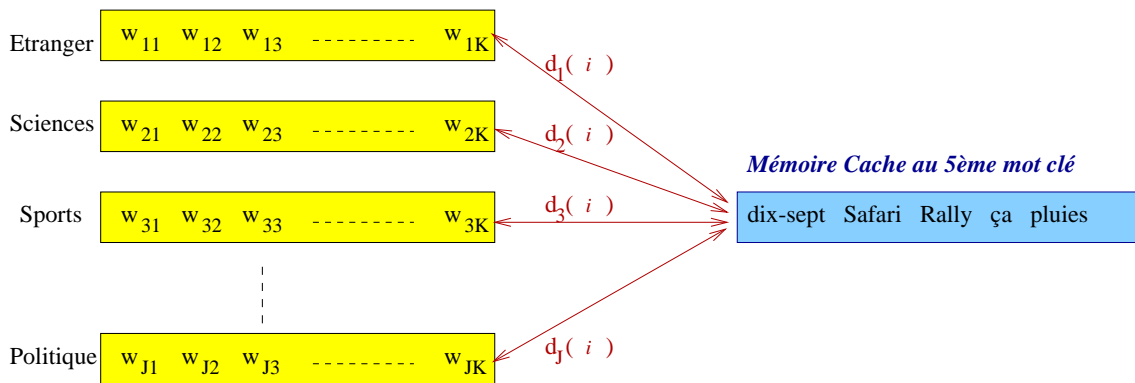 Etranger w11 w12 w13 w1K
d1( i )
Sciences w21 w22 w23 w2K
d2( i )
Mémoire Cache au 5ème mot clé
Sports w31 w32 w33 w3K
d3( i )
dix-sept Safari Rally ça pluies
Politique wJ1 wJ2 wJ3 wJK
dJ( i )